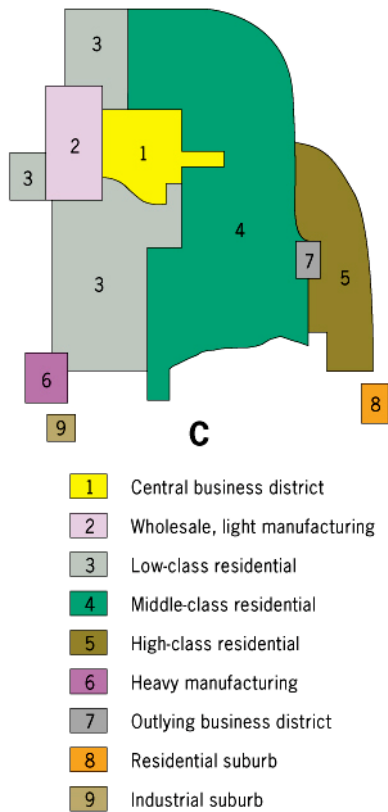 3
2
1
3
4
3
7
5
6
8
9
C
1 Central business district
2 Wholesale, light manufacturing
3 Low-class residential
4 Middle-class residential
5 High-class residential
6 Heavy manufacturing
7 Outlying business district
8 Residential suburb
9 Industrial suburb